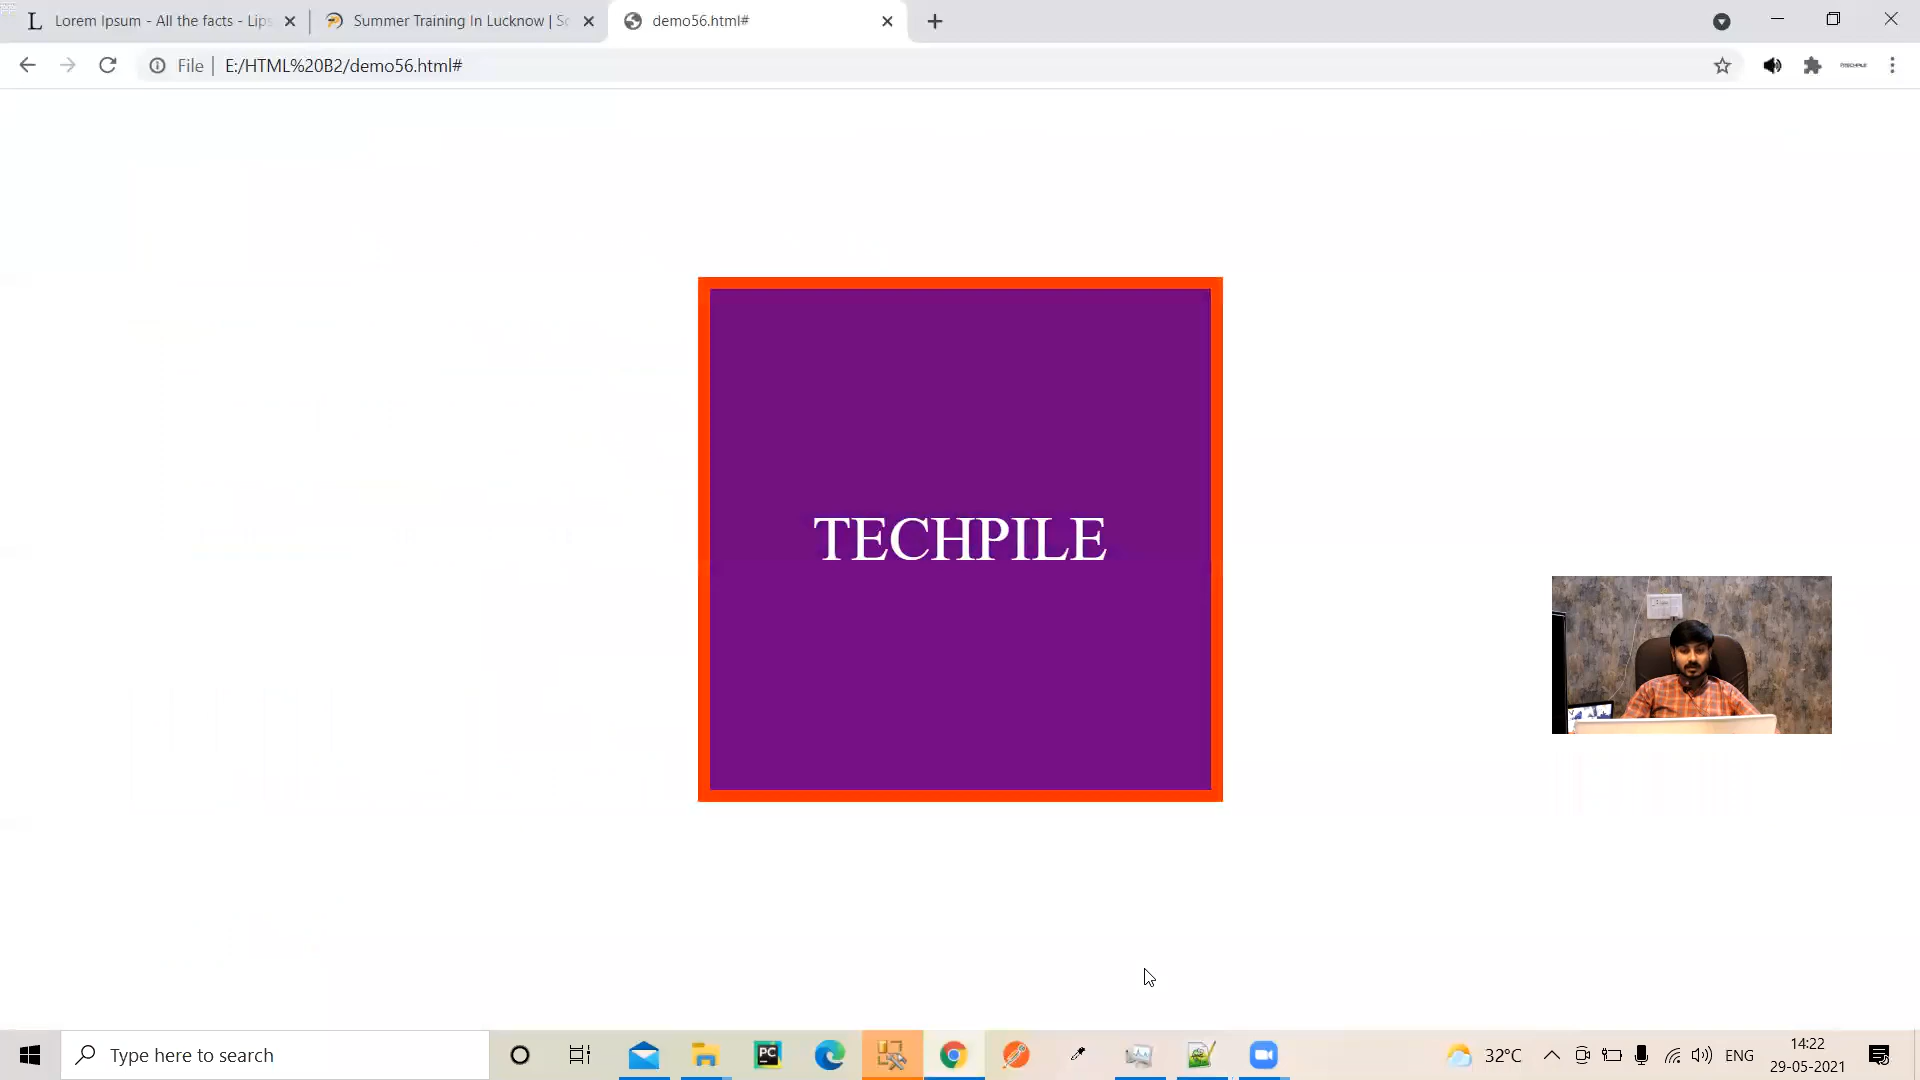 Lorem Ipsum - All the facts - Lips
Summer Training In Lucknow | Sc
demo56.html#
File
E:/HTML%20B2/demo56.html#
TECHPILE
Type here to search
PC
32°C
ENG
14:22
29-05-2021